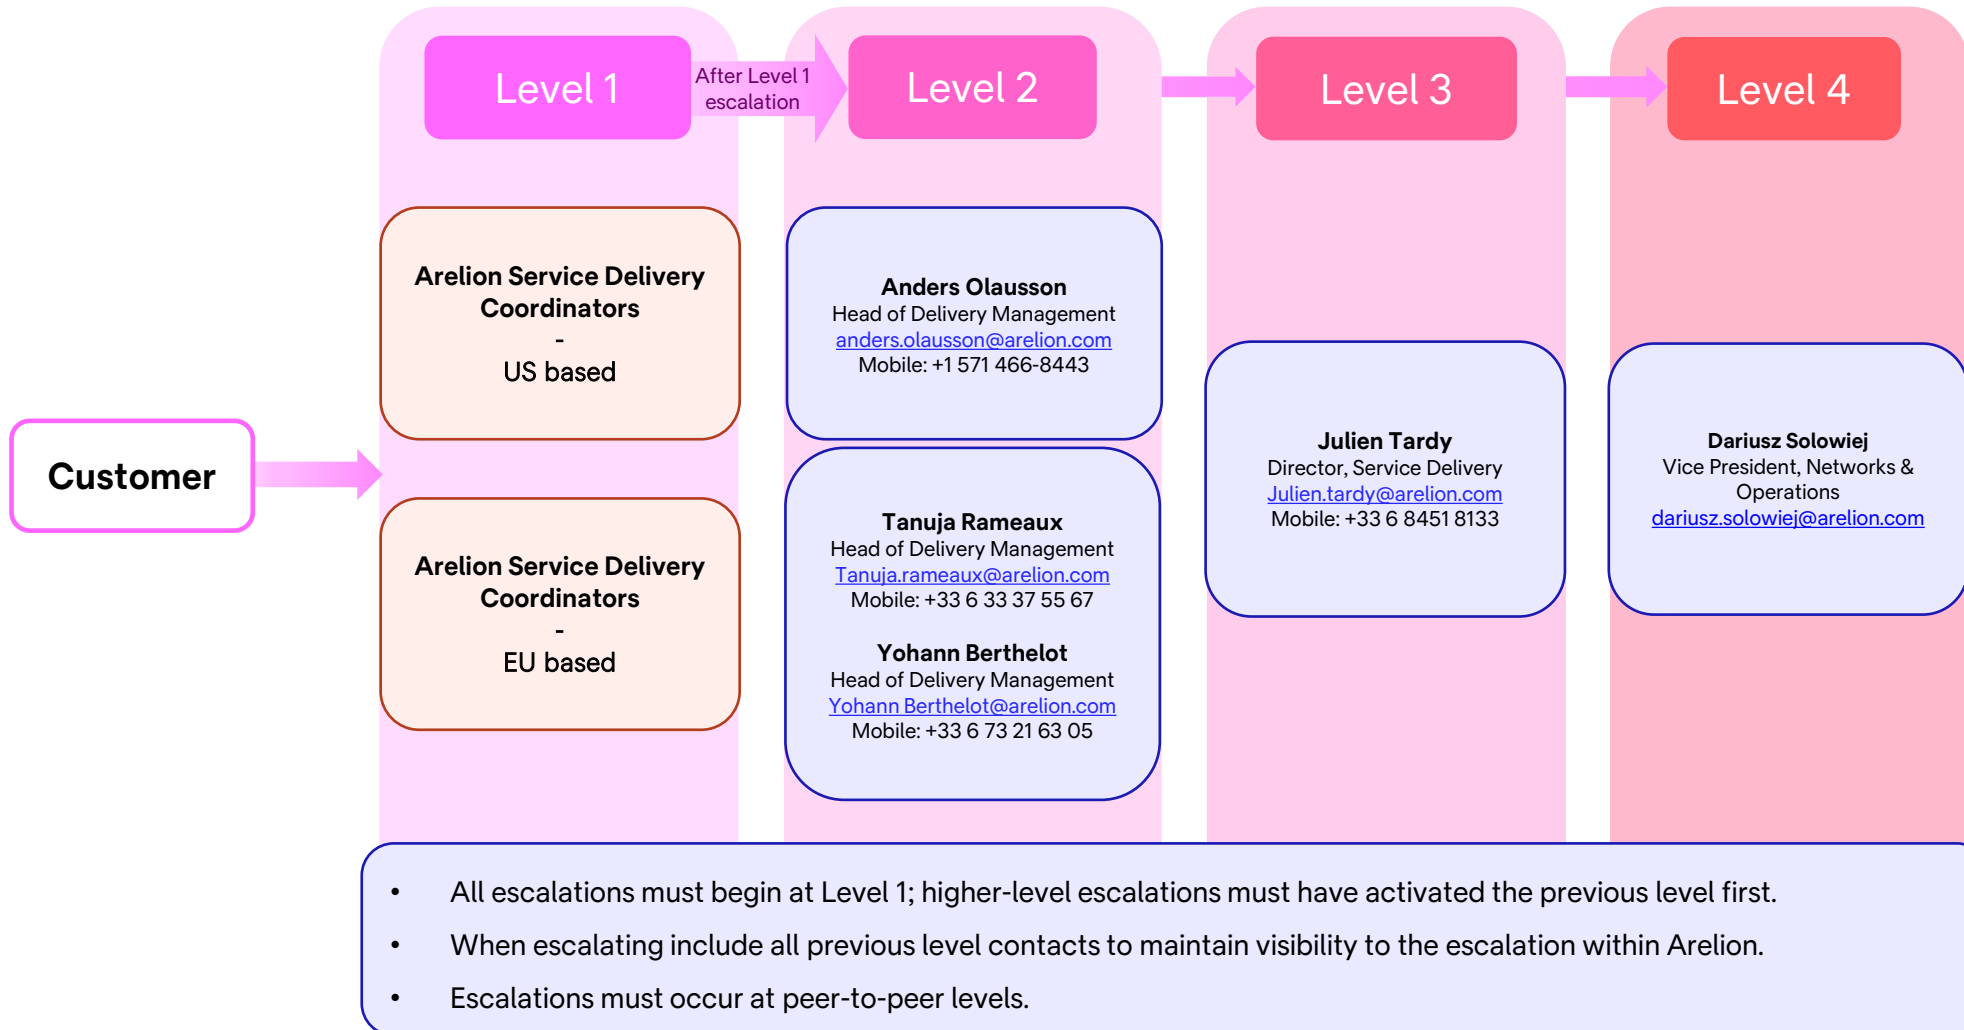 Level 1
After Level 1
escalation
Level 2
Level 3
Level 4
Customer
Arelion Service Delivery
Coordinators
-
US based
Arelion Service Delivery
Coordinators
-
EU based
Anders Olausson
Head of Delivery Management
anders.olausson@arelion.com
Mobile: +1 571 466-8443
Tanuja Rameaux
Head of Delivery Management
Tanuja.rameaux@arelion.com
Mobile: +33 6 33 37 55 67
Yohann Berthelot
Head of Delivery Management
Yohann Berthelot@arelion.com
Mobile: +33 6 73 21 63 05
Julien Tardy
Director, Service Delivery
Julien.tardy@arelion.com
Mobile: +33 6 8451 8133
Dariusz Solowiej
Vice President, Networks &
Operations
dariusz.solowiej@arelion.com
• All escalations must begin at Level 1; higher-level escalations must have activated the previous level first.
• When escalating include all previous level contacts to maintain visibility to the escalation within Arelion.
• Escalations must occur at peer-to-peer levels.